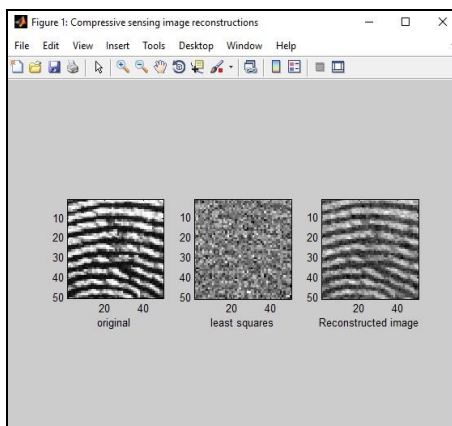 Figure 1: Compressive sensing image reconstructions
File Edit View Insert Tools Desktop Window Help
10 10 10
20 20 20
30 30 30
40 40 40
50 50 50
20 40 20 40 20 40
original least squares Reconstructed image